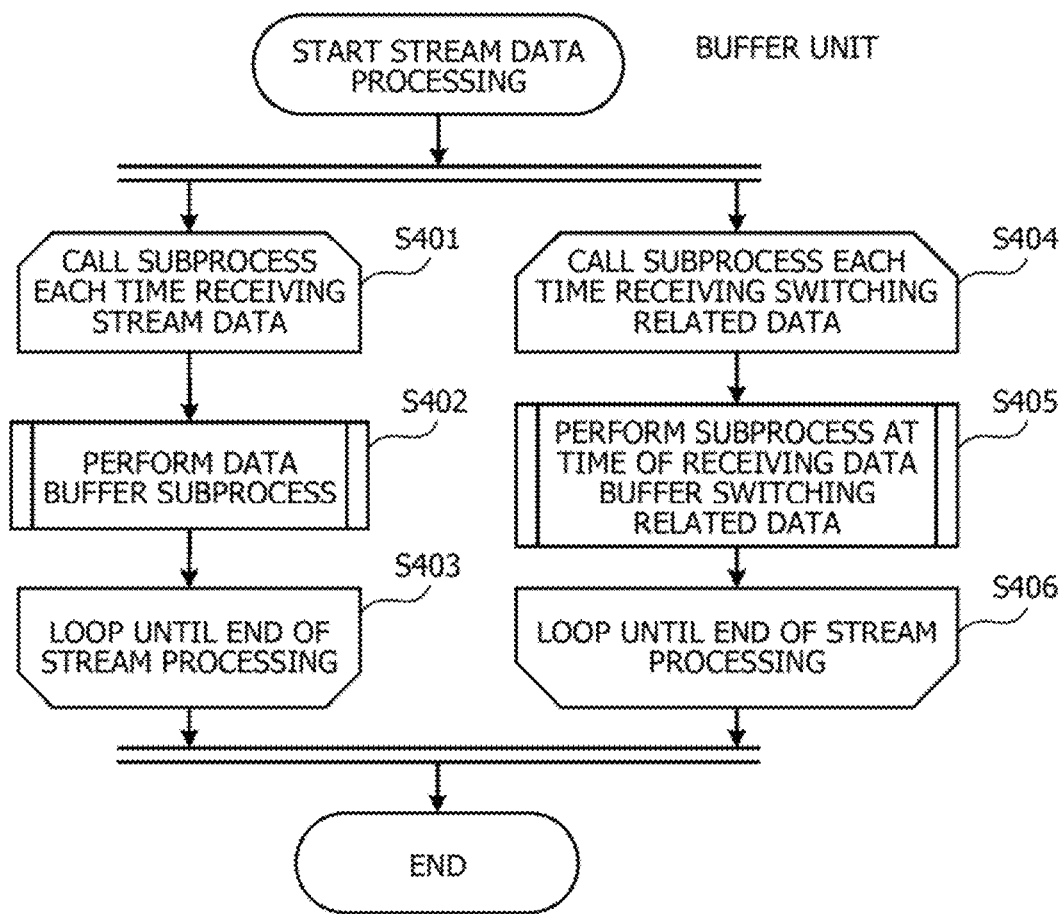 START STREAM DATA
PROCESSING
BUFFER UNIT
CALL SUBPROCESS
EACH TIME RECEIVING
STREAM DATA
S401
CALL SUBPROCESS EACH
TIME RECEIVING SWITCHING
RELATED DATA
S404
PERFORM DATA
BUFFER SUBPROCESS
S402
PERFORM SUBPROCESS AT
TIME OF RECEIVING DATA
BUFFER SWITCHING
RELATED DATA
S405
LOOP UNTIL END OF
STREAM PROCESSING
S403
LOOP UNTIL END OF STREAM
PROCESSING
S406
END